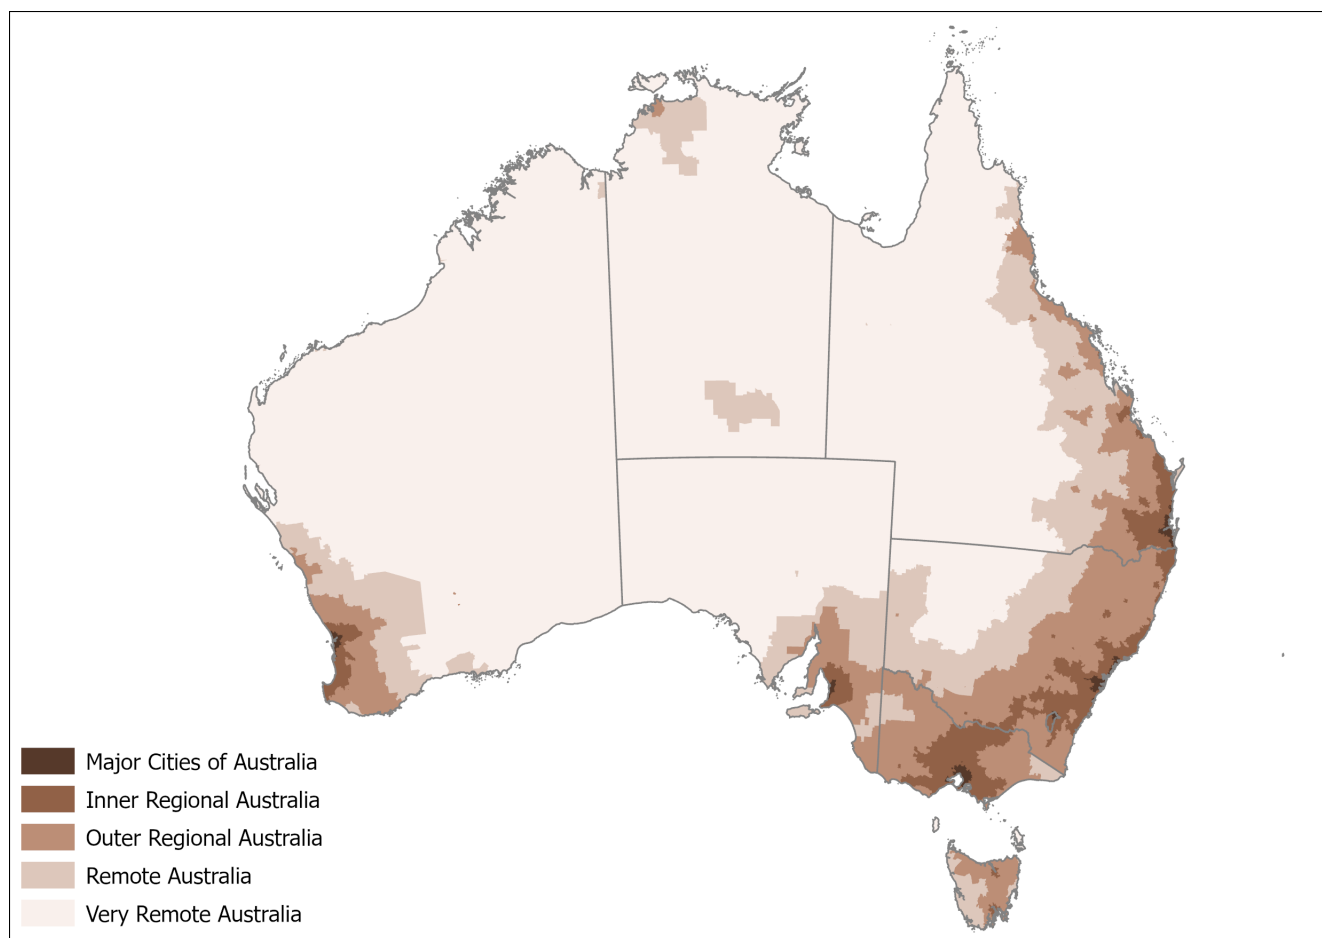 Major Cities of Australia
Inner Regional Australia
Outer Regional Australia
Remote Australia
Very Remote Australia